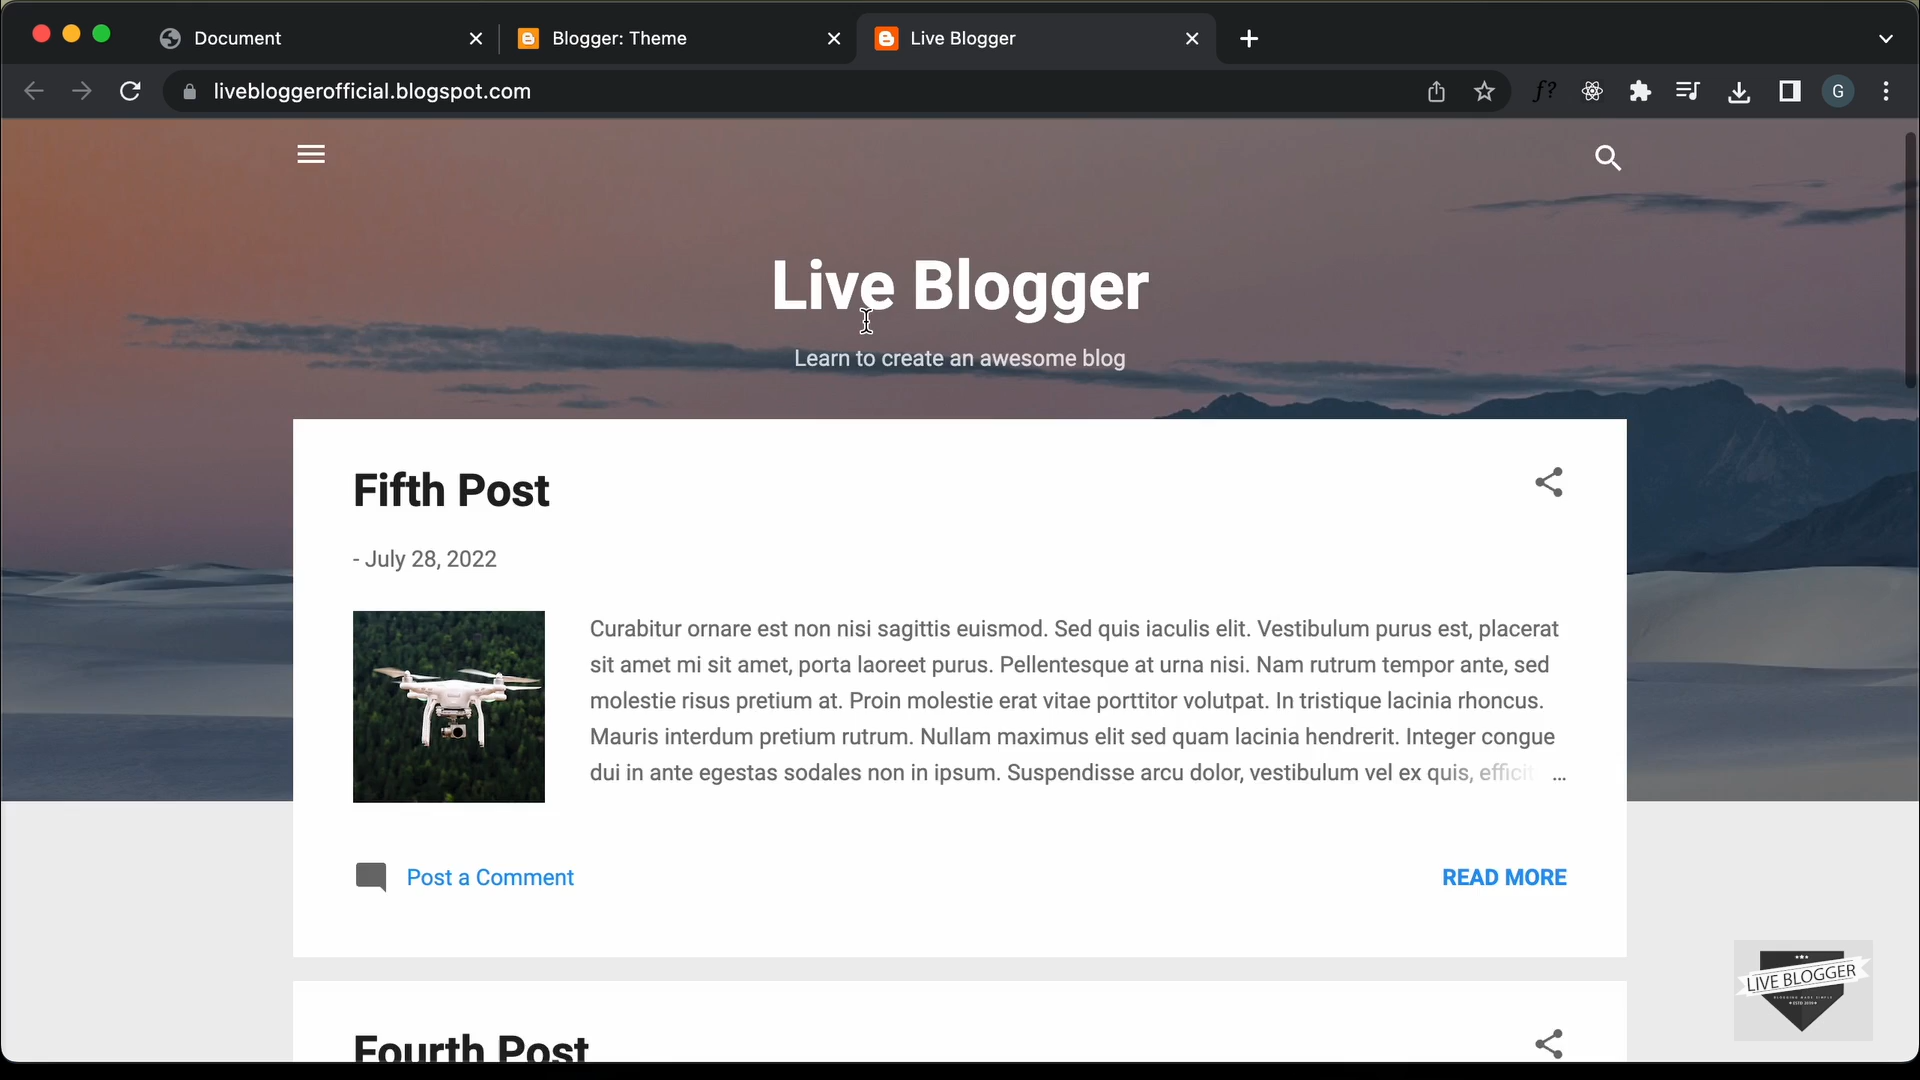 Document
Blogger: Theme
Live Blogger
livebloggerofficial.blogspot.com
f?
G
Live Blogger
Learn to create an awesome blog
Fifth Post
- July 28, 2022
Curabitur ornare est non nisi sagittis euismod. Sed quis iaculis elit. Vestibulum purus est, placerat
sit amet mi sit amet, porta laoreet purus. Pellentesque at urna nisi. Nam rutrum tempor ante, sed
molestie risus pretium at. Proin molestie erat vitae porttitor volutpat. In tristique lacinia rhoncus.
Mauris interdum pretium rutrum. Nullam maximus elit sed quam lacinia hendrerit. Integer congue
dui in ante egestas sodales non in ipsum. Suspendisse arcu dolor, vestibulum vel ex quis, efficit ...
Post a Comment
READ MORE
Fourth Post
LIVE BLOGGER
BLOGGING MADE SIMPLE